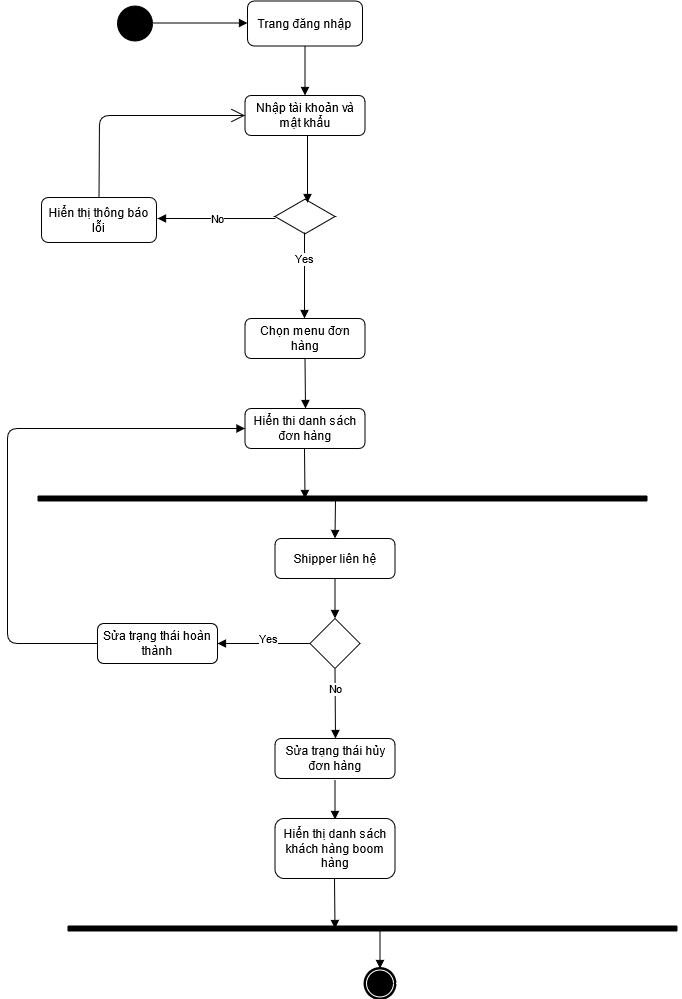 Trang đăng nhập
Nhập tài khoản và
mật khẩu
Hiển thị thông báo
lỗi
No
Yes
Chọn menu đơn
hàng
Hiển thi danh sách
đơn hàng
Shipper liên hệ
Sửa trạng thái hoàn
thành
Yes
No
Sửa trạng thái hủy
đơn hàng
Hiển thị danh sách
khách hàng boom
hàng